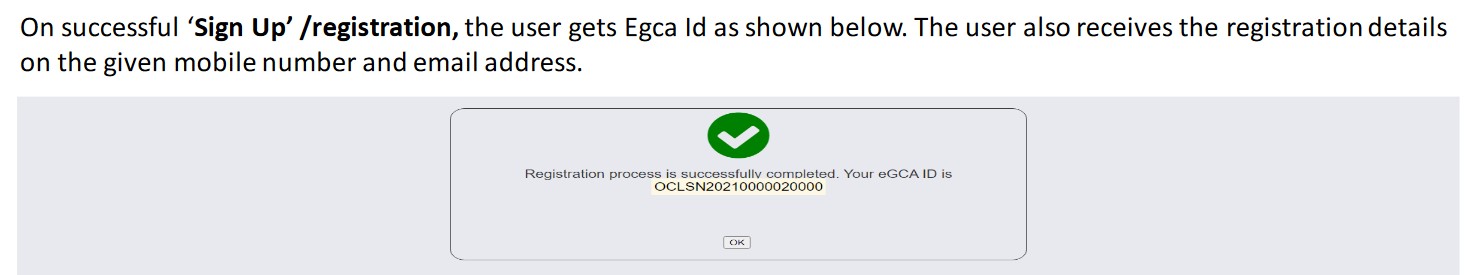 On successful ‘Sign Up’ /registration, the user gets Egca Id as shown below. The user also receives the registration details
on the given mobile number and email address.
Registration process is successfully completed. Your eGCA ID is
OCLSN20210000020000
OK